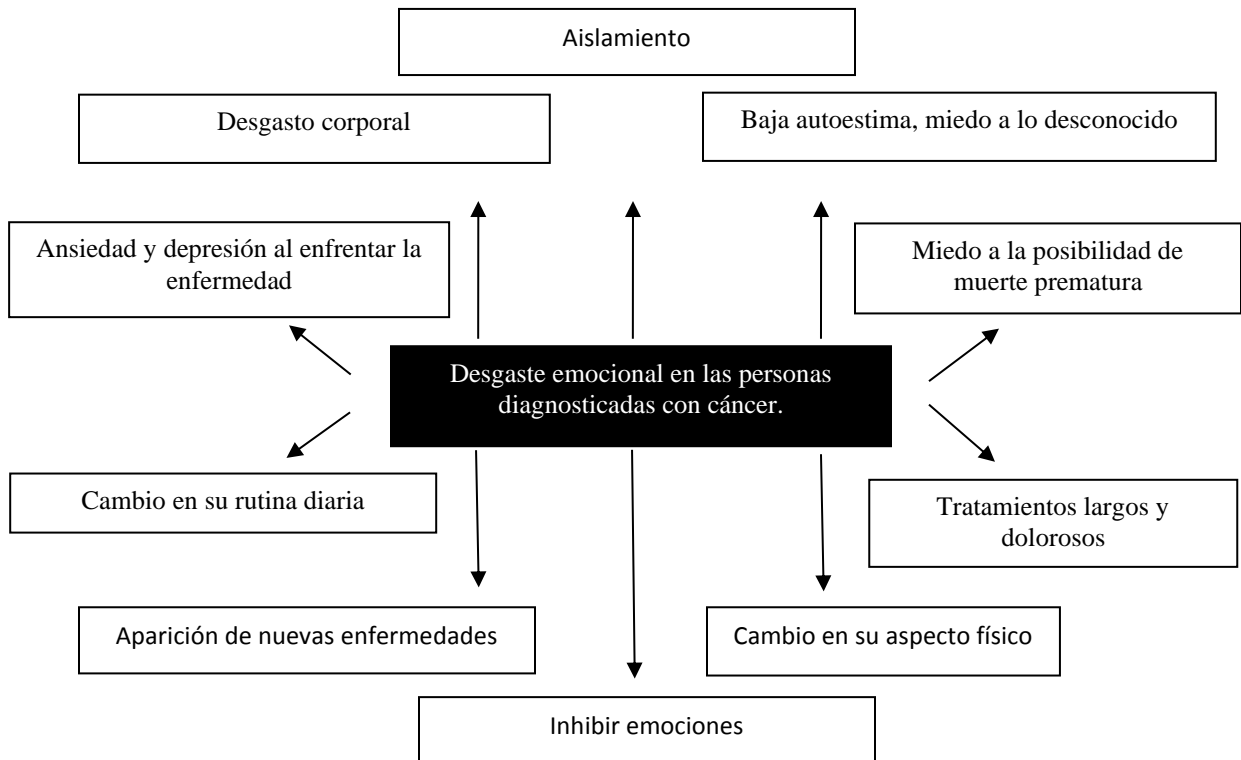 Aislamiento
Desgasto corporal
Baja autoestima, miedo a lo desconocido
Ansiedad y depresión al enfrentar la
enfermedad
Miedo a la posibilidad de
muerte prematura
Desgaste emocional en las personas
diagnosticadas con cáncer.
Cambio en su rutina diaria
Tratamientos largos y
dolorosos
Aparición de nuevas enfermedades
Cambio en su aspecto físico
Inhibir emociones